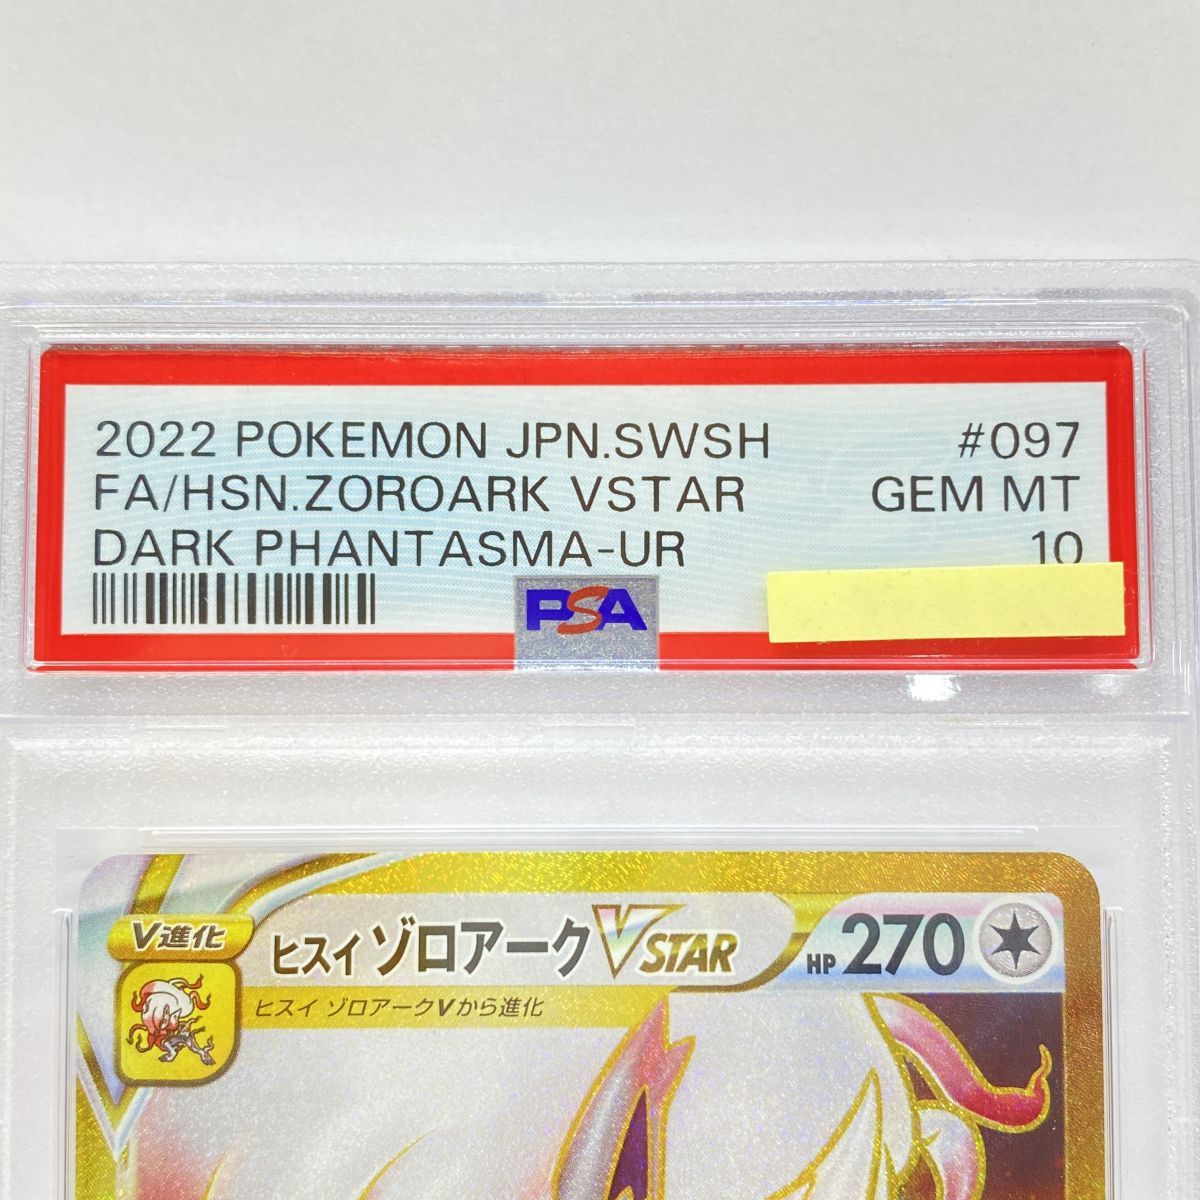 2022 POKEMON JPN.SWSH #097
FA/HSN.ZOROARK VSTAR GEM MT
DARK PHANTASMA-UR 10
PSA
V進化
ヒスイ ゾロアーク VSTAR HP 270
ヒスイ ゾロアークVから進化